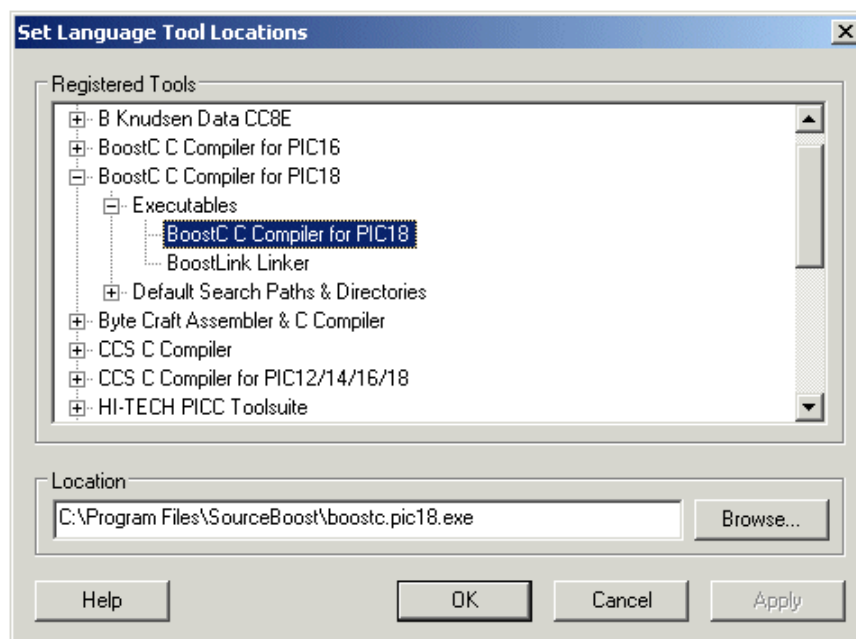 Set Language Tool Locations
Registered Tools
B Knudsen Data CC8E
BoostC C Compiler for PIC16
BoostC C Compiler for PIC18
Executables
BoostC C Compiler for PIC18
BoostLink Linker
Default Search Paths & Directories
Byte Craft Assembler & C Compiler
CCS C Compiler
CCS C Compiler for PIC12/14/16/18
HI-TECH PICC Toolsuite
Location
C:\Program Files\SourceBoost\boostc.pic18.exe
Browse...
Help
OK
Cancel
Apply